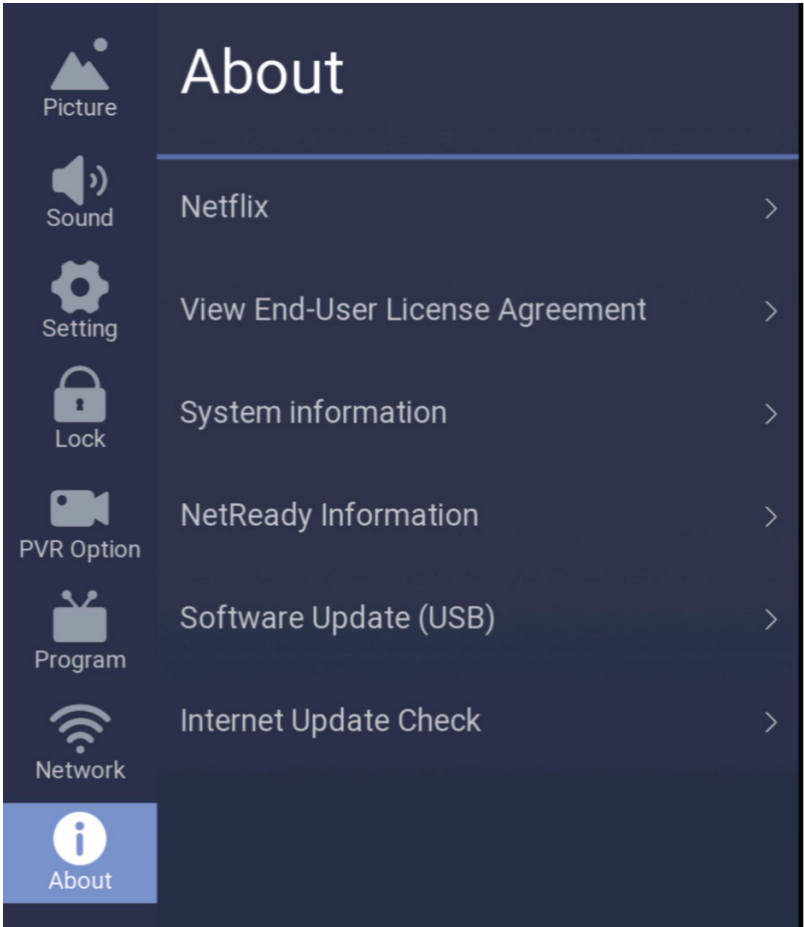 Picture
Sound
Setting
Lock
PVR Option
Program
Network
About
About
Netflix
View End-User License Agreement
System information
NetReady Information
Software Update (USB)
Internet Update Check